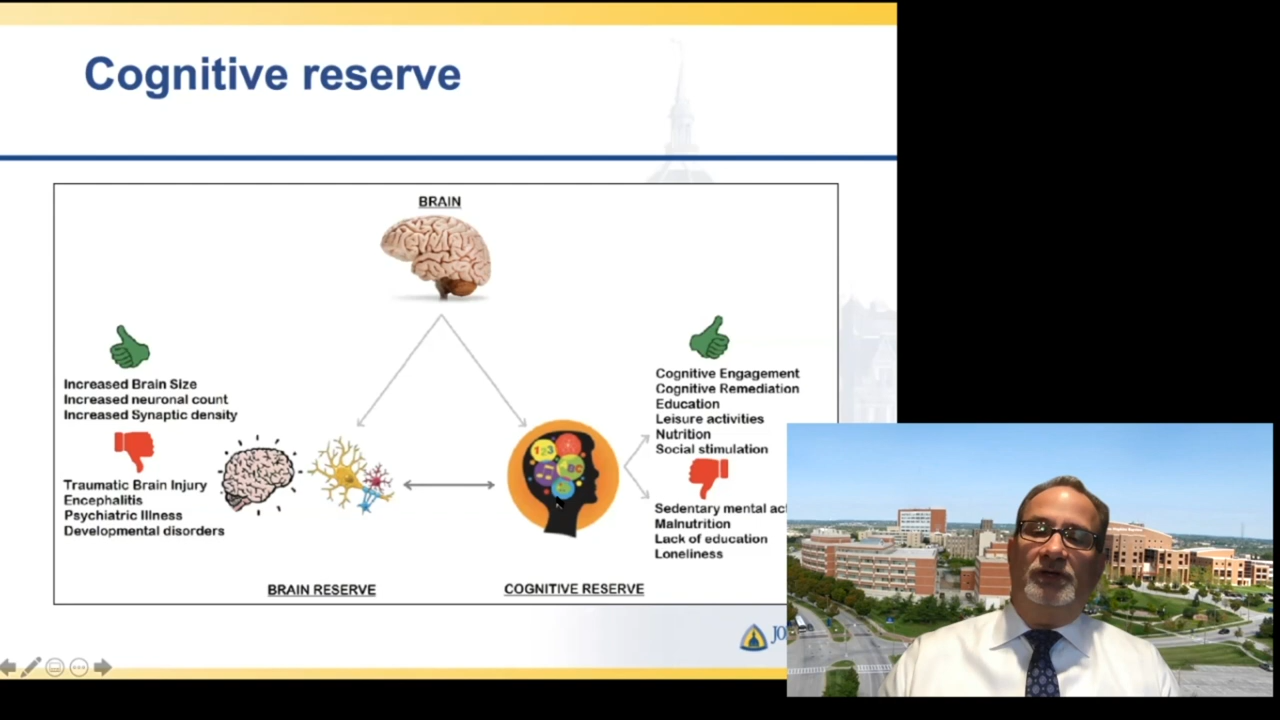 Cognitive reserve
BRAIN
Increased Brain Size
Increased neuronal count
Increased Synaptic density
Traumatic Brain Injury
Encephalitis
Psychiatric Illness
Developmental disorders
BRAIN RESERVE
123
ABC
COGNITIVE RESERVE
Cognitive Engagement
Cognitive Remediation
Education
Leisure activities
Nutrition
Social stimulation
Sedentary mental
Malnutrition
Lack of education
Loneliness